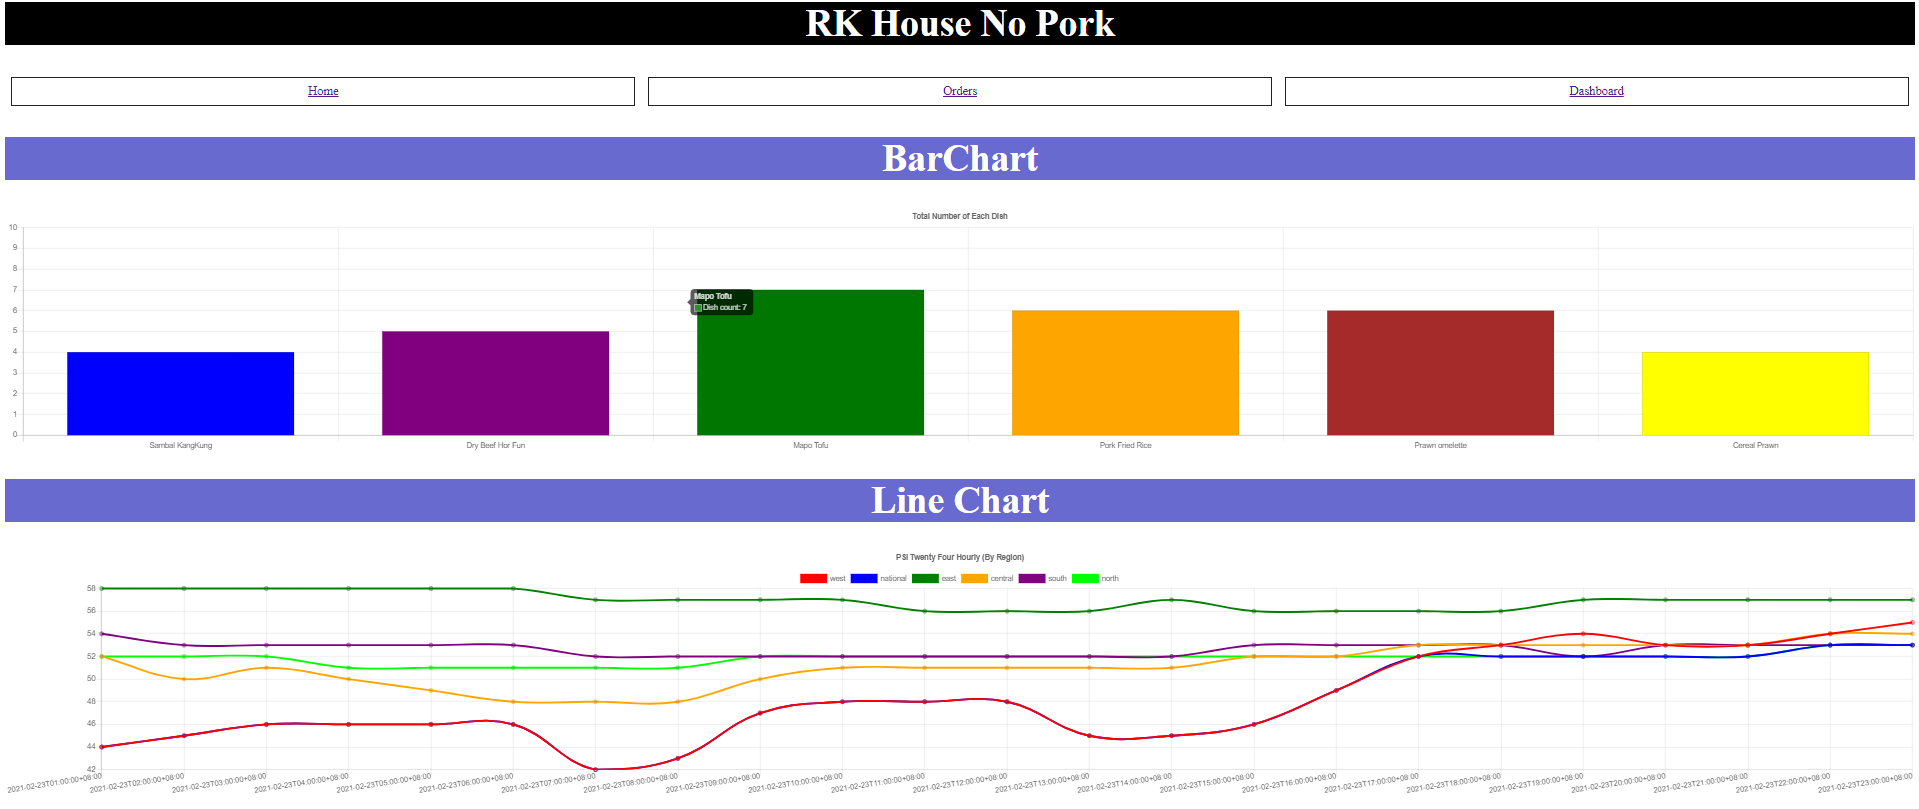 RK House No Pork
Home Orders Dashboard
BarChart
Total Number of Each Dish
10
9
8
7
6
5
4
3
2
1
0
Mapo Tofu
Dish count: 7
Sambal KangKung Dry Beef Hor Fun Mapo Tofu Pork Fried Rice Prawn omelette Cereal Prawn
Line Chart
PSI Twenty Four Hourly (By Region)
west national east central south north
58
56
54
52
50
48
46
44
42
2021-02-23T01:00:00+08:00 2021-02-23T02:00:00+08:00 2021-02-23T03:00:00+08:00 2021-02-23T04:00:00+08:00 2021-02-23T05:00:00+08:00 2021-02-23T06:00:00+08:00 2021-02-23T07:00:00+08:00 2021-02-23T08:00:00+08:00 2021-02-23T09:00:00+08:00 2021-02-23T10:00:00+08:00 2021-02-23T11:00:00+08:00 2021-02-23T12:00:00+08:00 2021-02-23T13:00:00+08:00 2021-02-23T14:00:00+08:00 2021-02-23T15:00:00+08:00 2021-02-23T16:00:00+08:00 2021-02-23T17:00:00+08:00 2021-02-23T18:00:00+08:00 2021-02-23T19:00:00+08:00 2021-02-23T20:00:00+08:00 2021-02-23T21:00:00+08:00 2021-02-23T22:00:00+08:00 2021-02-23T23:00:00+08:00